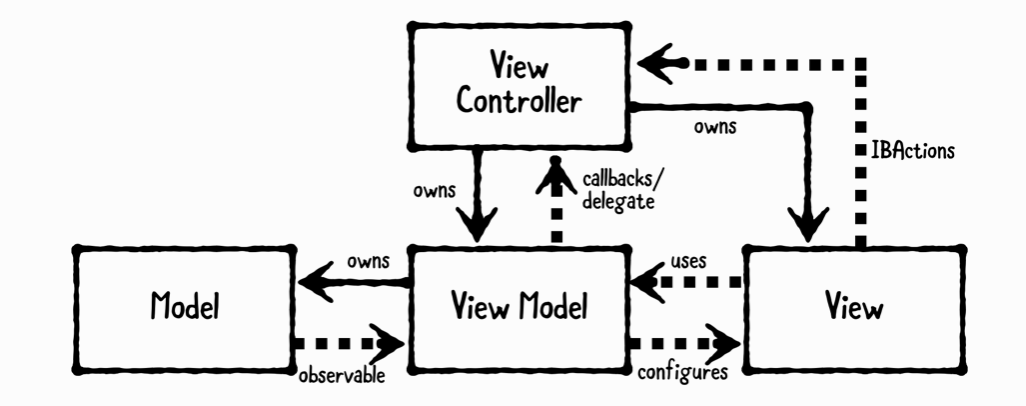 View
Controller
owns
IBActions
owns
callbacks/
delegate
owns
uses
Model
View Model
View
observable
configures